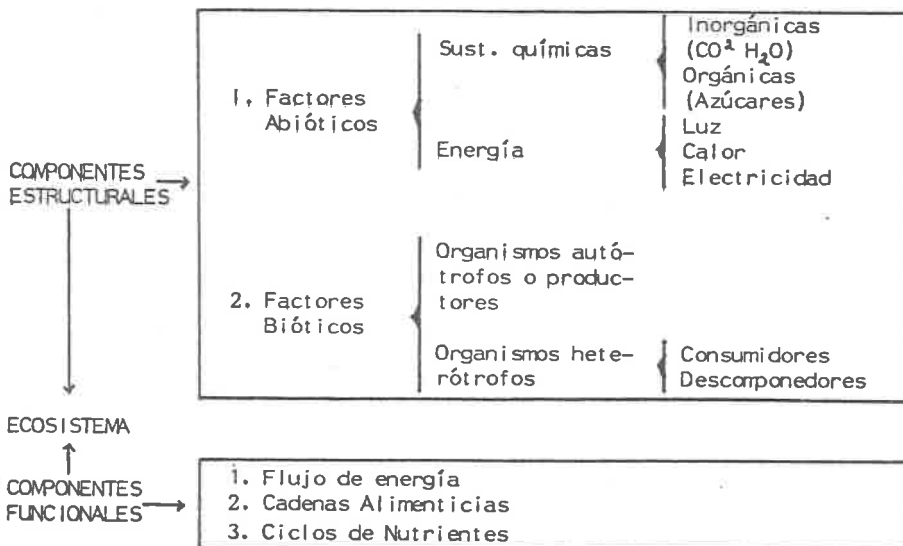 COMPONENTES
ESTRUCTURALES
1. Factores
Abióticos
Sust. químicas
Inorgánicas
(CO² H₂O)
Orgánicas
(Azúcares)
Energía
Luz
Calor
Electricidad
2. Factores
Bióticos
Organismos autó-
trofos o produc-
tores
Organismos hete-
rótrofos
Consumidores
Descomponedores
ECOSISTEMA
COMPONENTES
FUNCIONALES
1. Flujo de energía
2. Cadenas Alimenticias
3. Ciclos de Nutrientes